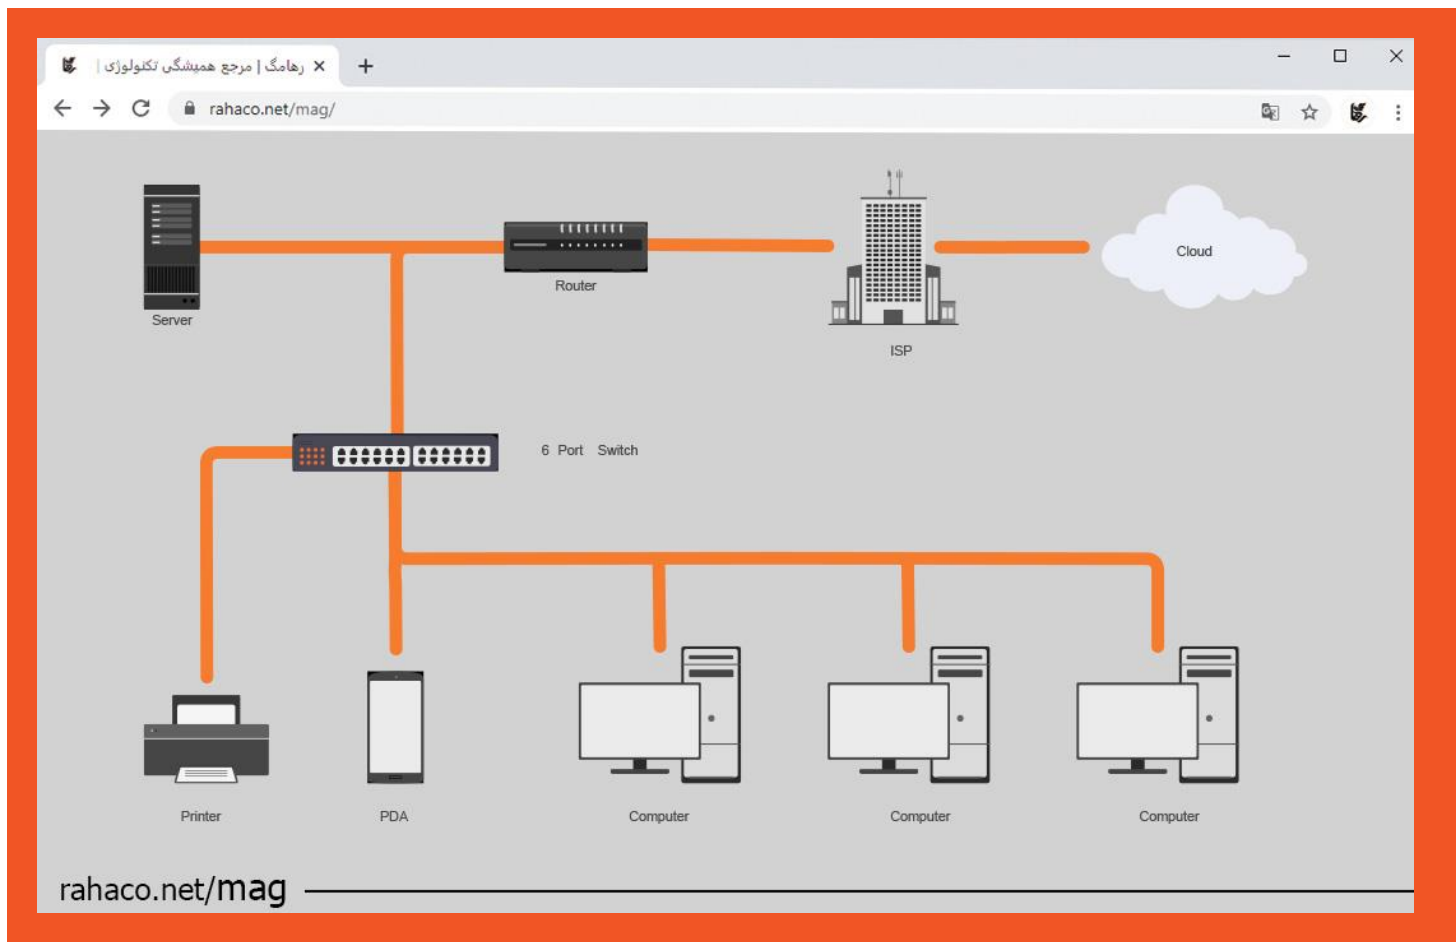 رهامگ | مرجع همیشگی تکنولوژی |
rahaco.net/mag/
Cloud
Router
Server
ISP
6 Port Switch
Printer
PDA
Computer
Computer
Computer
rahaco.net/mag